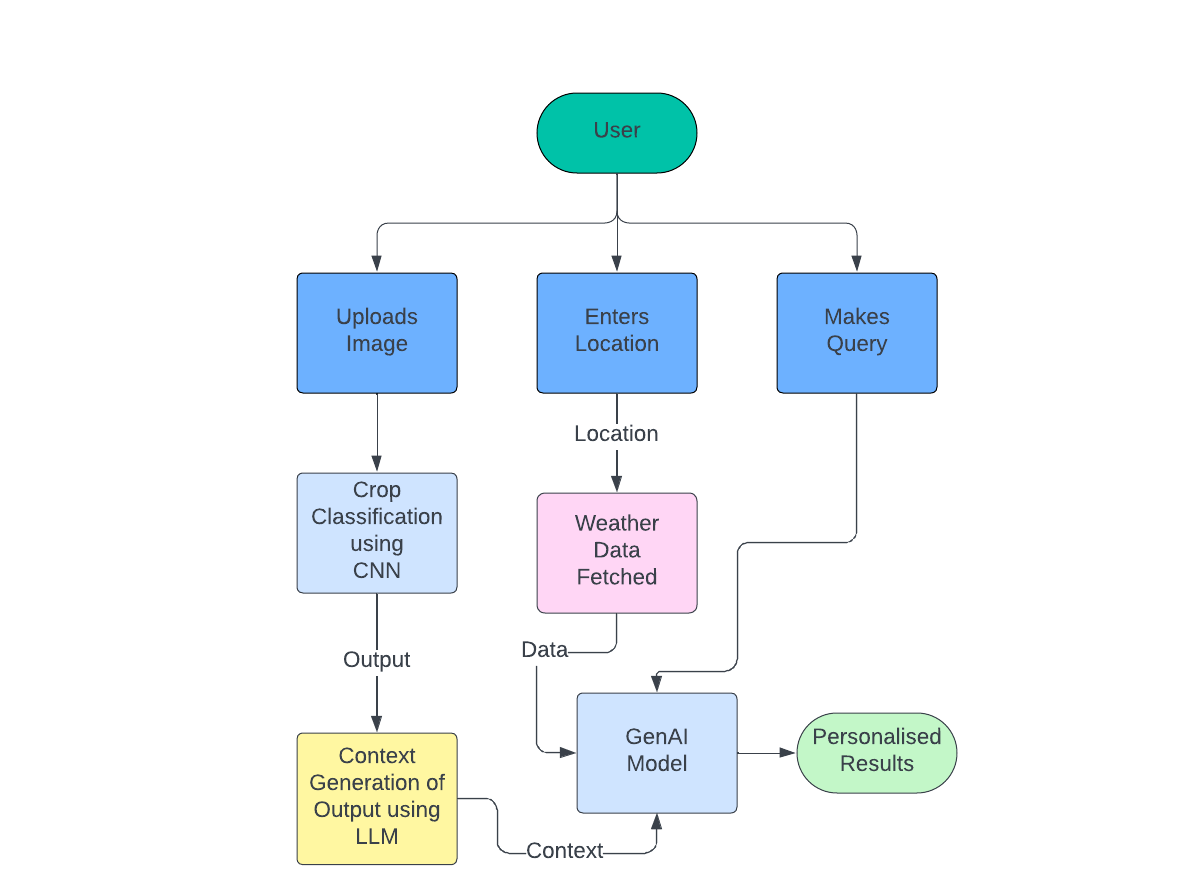 User
Uploads
Image
Enters
Location
Makes
Query
Location
Crop
Classification
using
CNN
Weather
Data
Fetched
Output
Data
Context
Generation of
Output using
LLM
GenAI
Model
Personalised
Results
Context